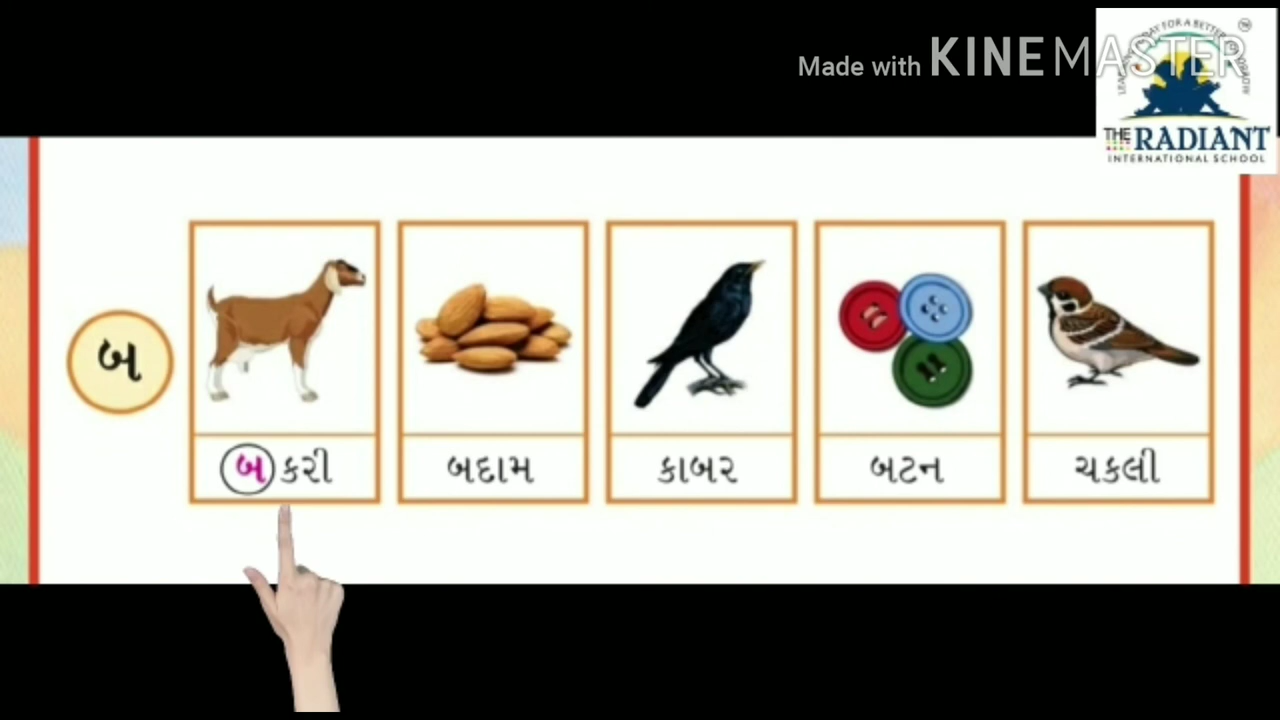 Made with KINEMASTER
THE RADIANT
INTERNATIONAL SCHOOL
બ
બકરી
બદામ
કાબર
બટન
ચકલી